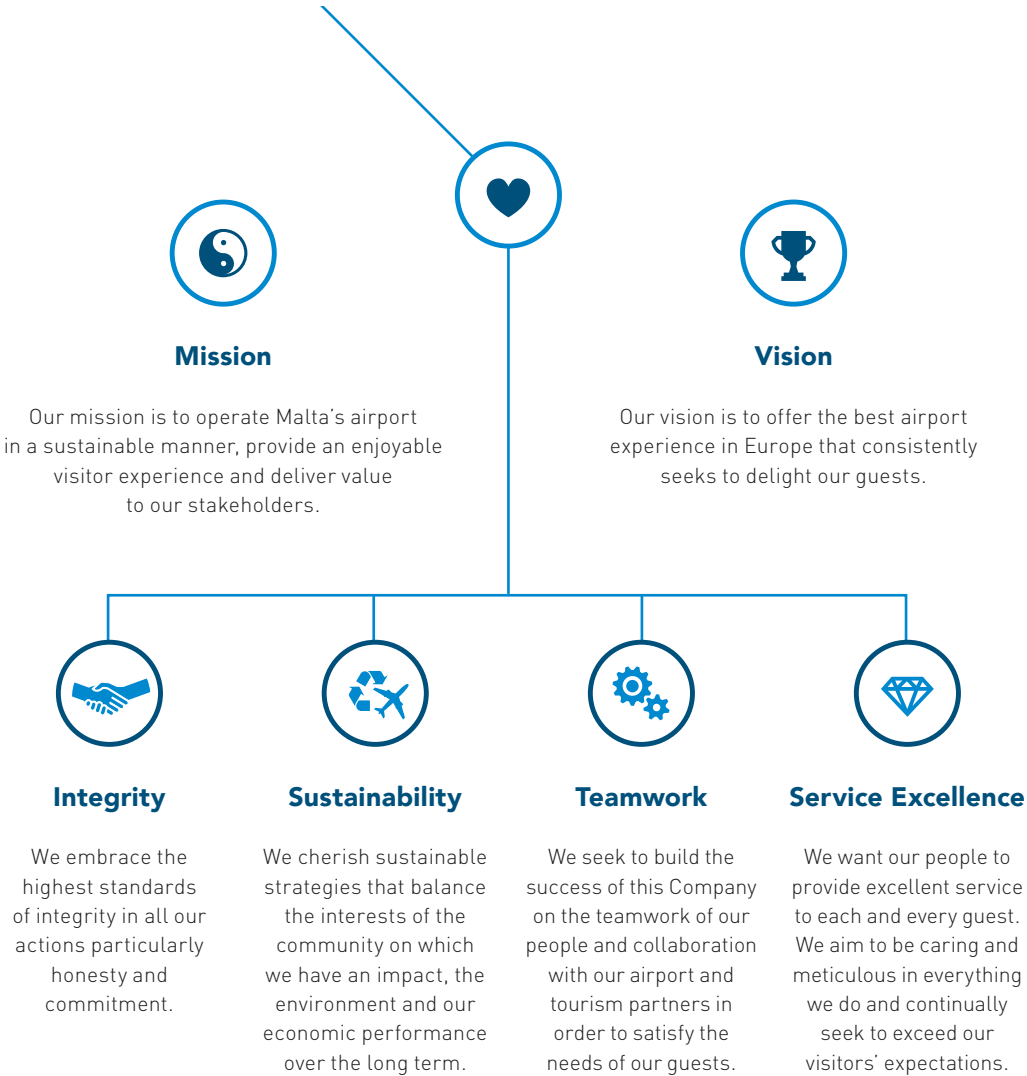 Mission
Our mission is to operate Malta's airport
in a sustainable manner, provide an enjoyable
visitor experience and deliver value
to our stakeholders.
Vision
Our vision is to offer the best airport
experience in Europe that consistently
seeks to delight our guests.
Integrity
We embrace the
highest standards
of integrity in all our
actions particularly
honesty and
commitment.
Sustainability
We cherish sustainable
strategies that balance
the interests of the
community on which
we have an impact, the
environment and our
economic performance
over the long term.
Teamwork
We seek to build the
success of this Company
on the teamwork of our
people and collaboration
with our airport and
tourism partners in
order to satisfy the
needs of our guests.
Service Excellence
We want our people to
provide excellent service
to each and every guest.
We aim to be caring and
meticulous in everything
we do and continually
seek to exceed our
visitors' expectations.